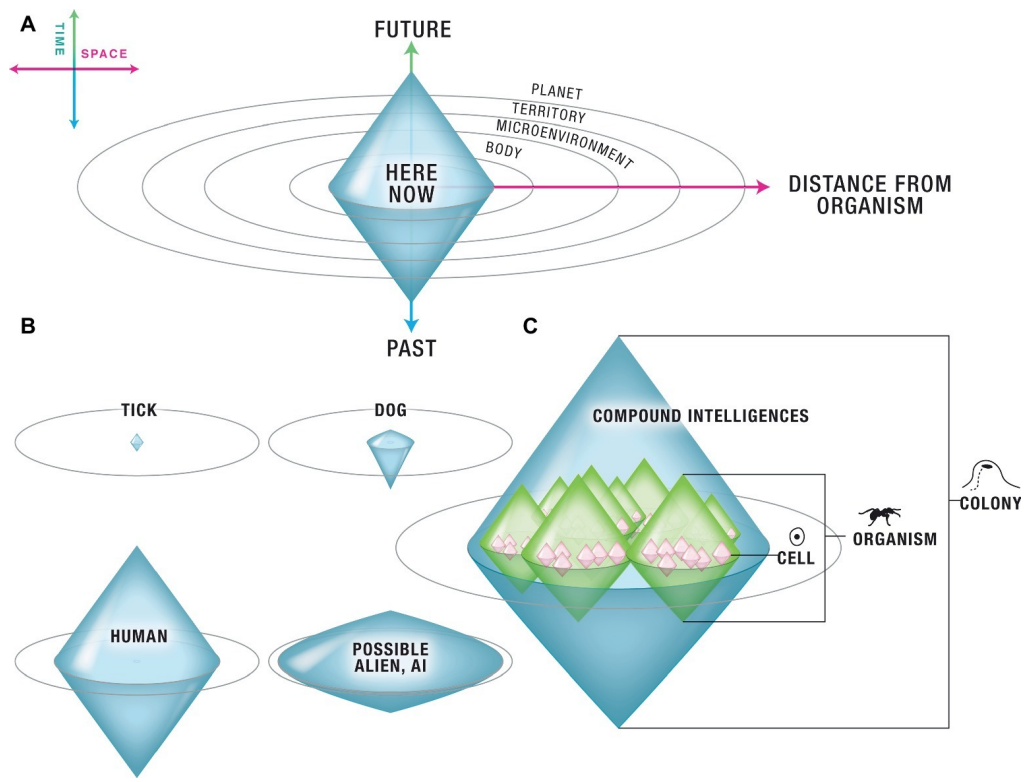 A
TIME
SPACE
FUTURE
PLANET
TERRITORY
MICROENVIRONMENT
BODY
HERE
NOW
DISTANCE FROM
ORGANISM
PAST
B
TICK
DOG
HUMAN
POSSIBLE
ALIEN, AI
C
COMPOUND INTELLIGENCES
COLONY
ORGANISM
CELL